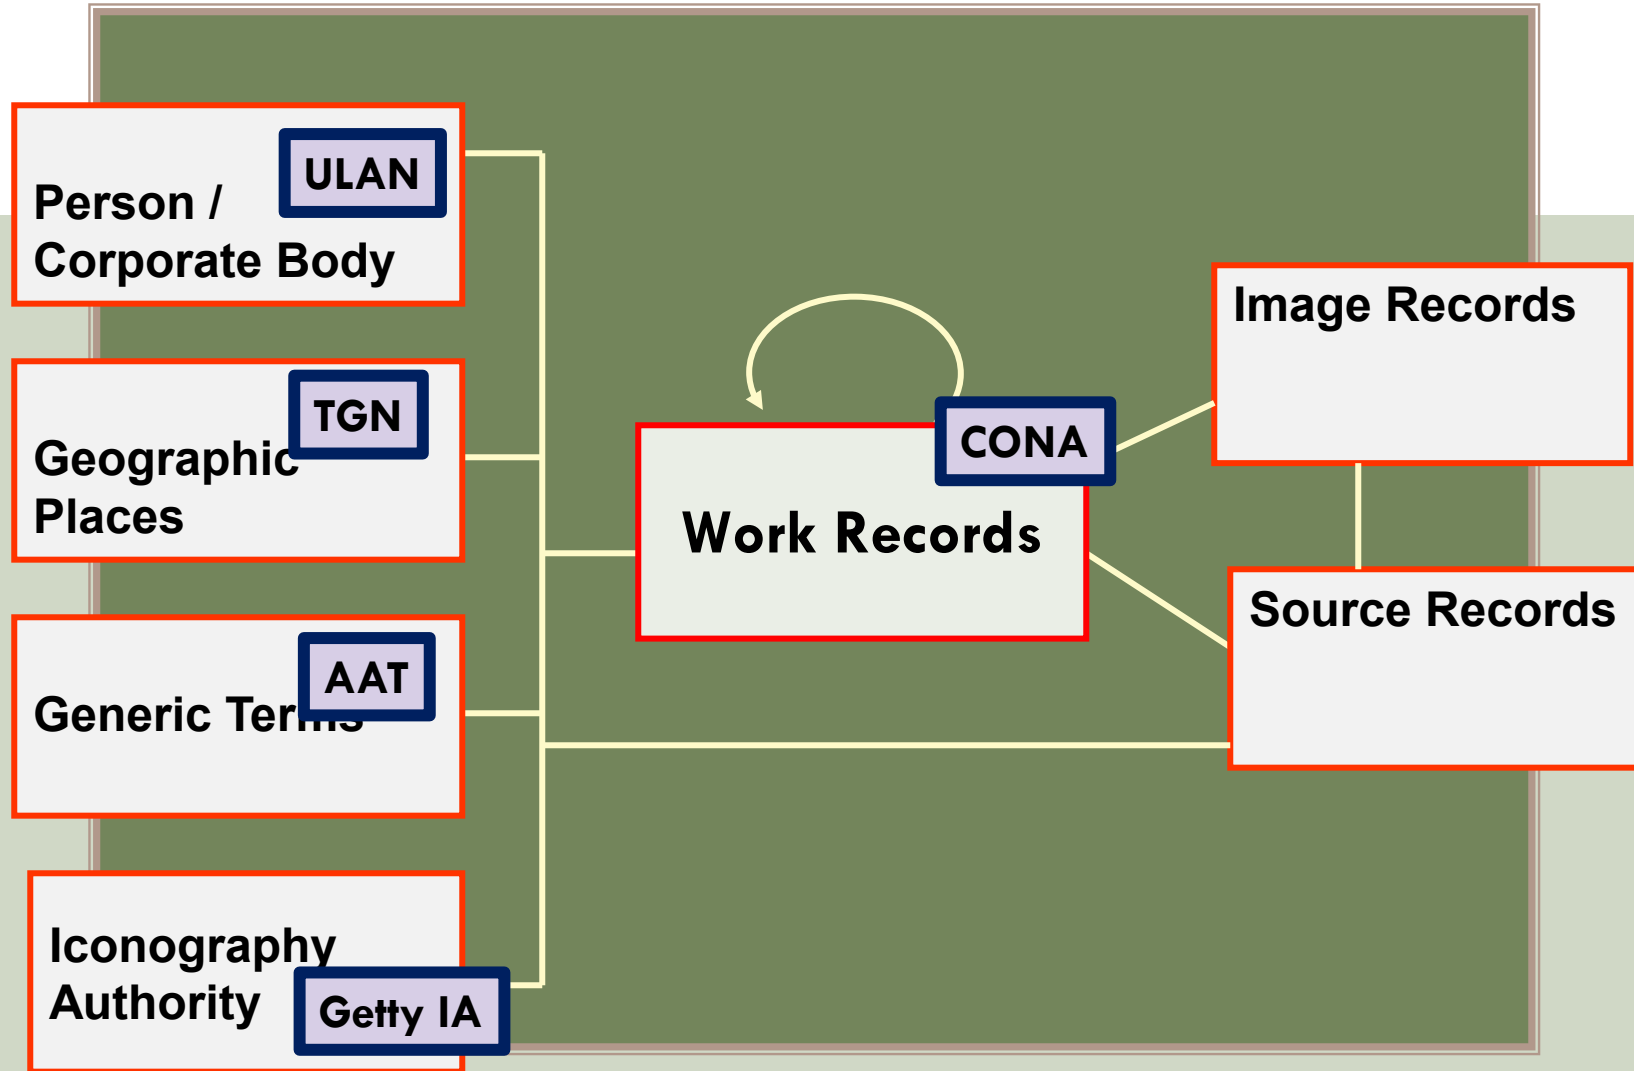 ULAN
Person /
Corporate Body
TGN
Geographic
Places
AAT
Generic Terms
Iconography
Authority
Getty IA
CONA
Work Records
Image Records
Source Records